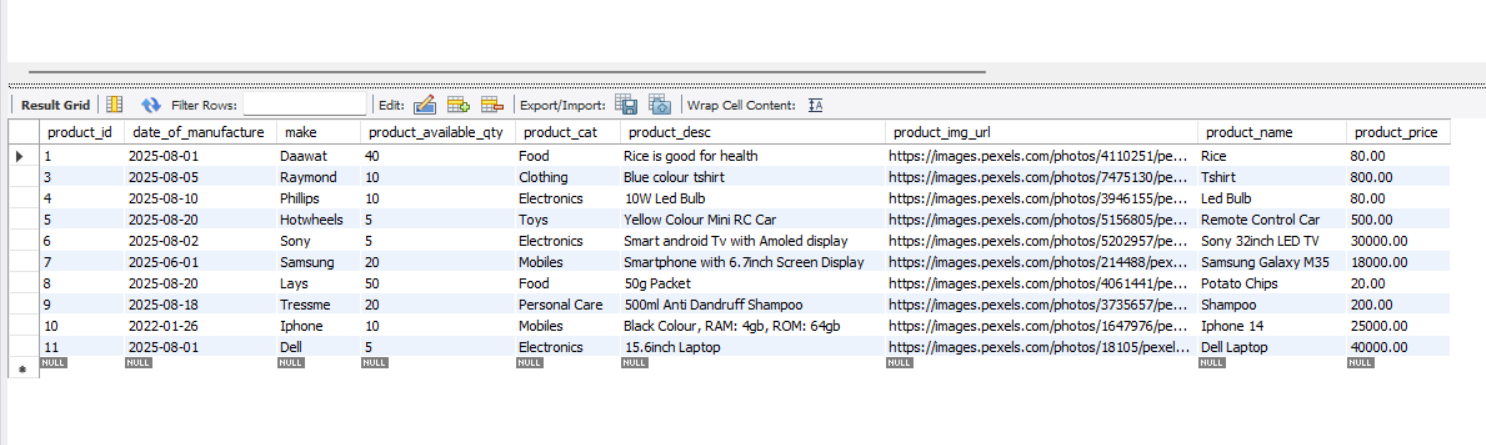 Result Grid Filter Rows: Edit: Export/Import: Wrap Cell Content: IA
product_id date_of_manufacture make product_available_qty product_cat product_desc product_img_url product_name product_price
1 2025-08-01 Daawat 40 Food Rice is good for health https://images.pexels.com/photos/4110251/pe... Rice 80.00
3 2025-08-05 Raymond 10 Clothing Blue colour tshirt https://images.pexels.com/photos/7475130/pe... Tshirt 800.00
4 2025-08-10 Phillips 10 Electronics 10W Led Bulb https://images.pexels.com/photos/3946155/pe... Led Bulb 80.00
5 2025-08-20 Hotwheels 5 Toys Yellow Colour Mini RC Car https://images.pexels.com/photos/5156805/pe... Remote Control Car 500.00
6 2025-08-02 Sony 5 Electronics Smart android Tv with Amoled display https://images.pexels.com/photos/5202957/pe... Sony 32inch LED TV 30000.00
7 2025-06-01 Samsung 20 Mobiles Smartphone with 6.7inch Screen Display https://images.pexels.com/photos/214488/pex... Samsung Galaxy M35 18000.00
8 2025-08-20 Lays 50 Food 50g Packet https://images.pexels.com/photos/4061441/pe... Potato Chips 20.00
9 2025-08-18 Tressme 20 Personal Care 500ml Anti Dandruff Shampoo https://images.pexels.com/photos/3735657/pe... Shampoo 200.00
10 2022-01-26 Iphone 10 Mobiles Black Colour, RAM: 4gb, ROM: 64gb https://images.pexels.com/photos/1647976/pe... Iphone 14 25000.00
11 2025-08-01 Dell 5 Electronics 15.6inch Laptop https://images.pexels.com/photos/18105/pexel... Dell Laptop 40000.00
NULL NULL NULL NULL NULL NULL NULL NULL NULL